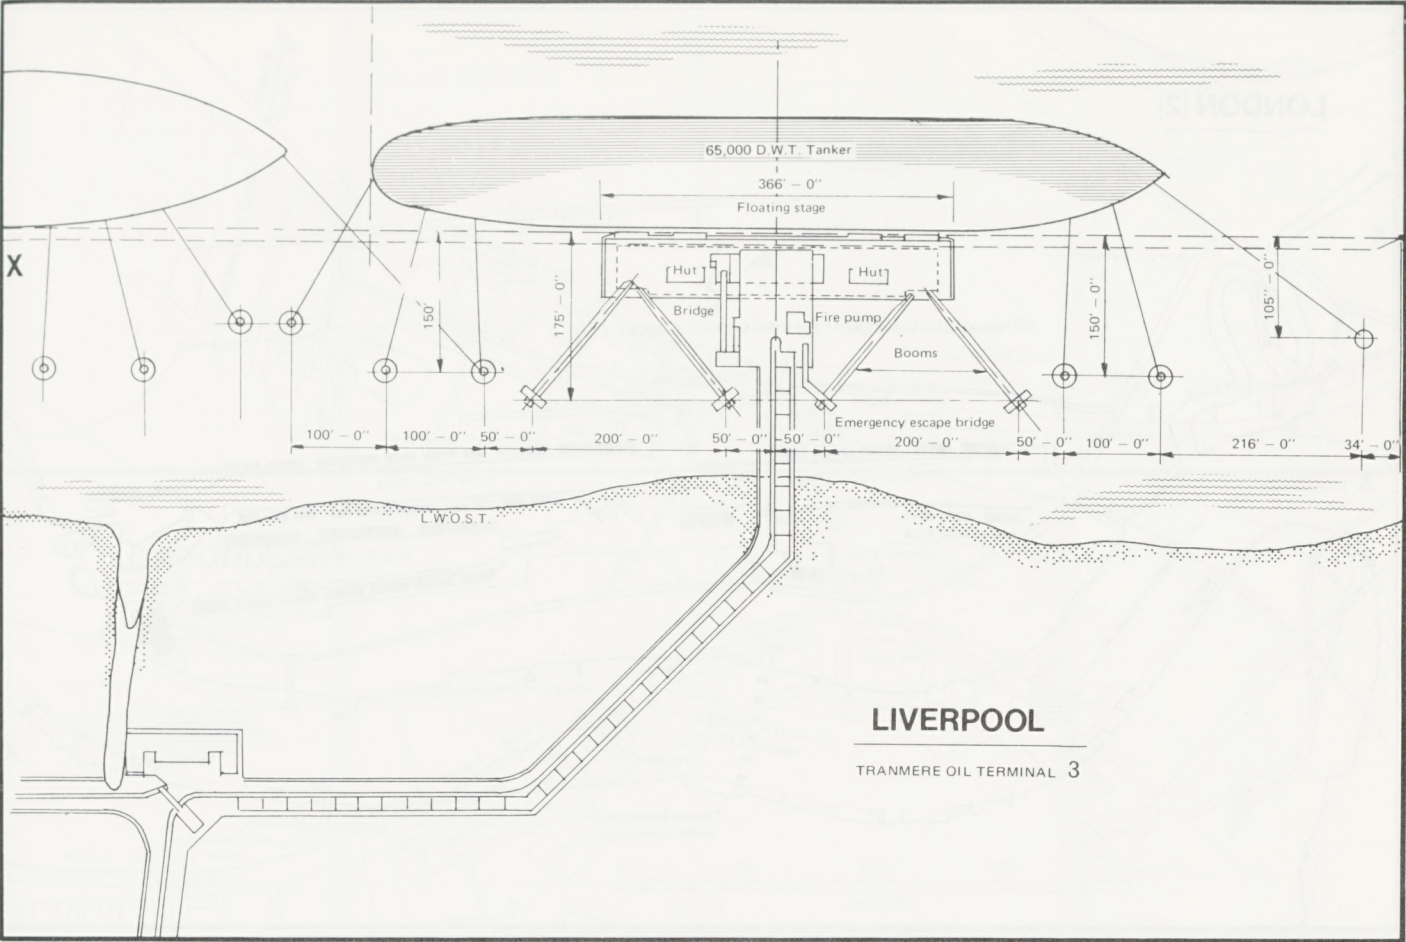 65,000 D.W.T. Tanker
366' – 0''
Floating stage
X
Hut
Hut
Bridge
Fire pump
150'
175' – 0''
150' – 0''
105'' – 0''
Booms
Emergency escape bridge
100' – 0'' 100' – 0'' 50' – 0'' 200' – 0'' 50' – 0'' 50' – 0'' 200' – 0'' 50' – 0'' 100' – 0'' 216' – 0'' 34' – 0''
L.W.O.S.T.
LIVERPOOL
TRANMERE OIL TERMINAL 3